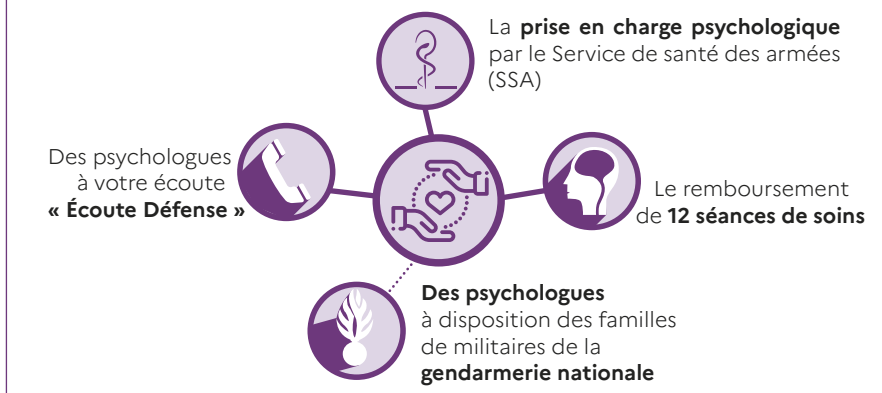 La prise en charge psychologique
par le Service de santé des armées
(SSA)
Des psychologues
à votre écoute
« Écoute Défense »
Le remboursement
de 12 séances de soins
Des psychologues
à disposition des familles
de militaires de la
gendarmerie nationale